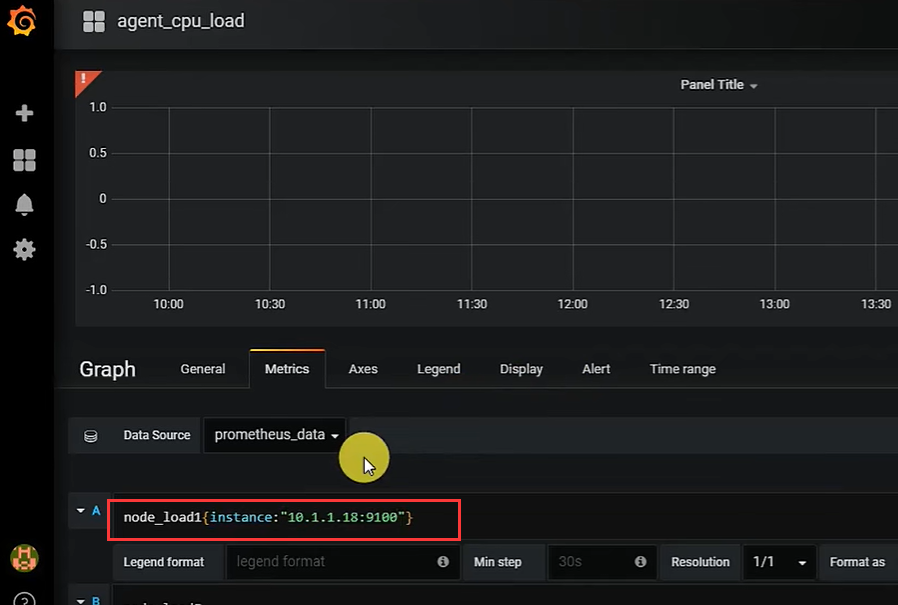 agent_cpu_load
!
Panel Title
1.0
0.5
0
-0.5
-1.0
10:00 10:30 11:00 11:30 12:00 12:30 13:00 13:30
Graph General Metrics Axes Legend Display Alert Time range
Data Source prometheus_data
A node_load1{instance:"10.1.1.18:9100"}
Legend format legend format Min step 30s Resolution 1/1 Format as
B